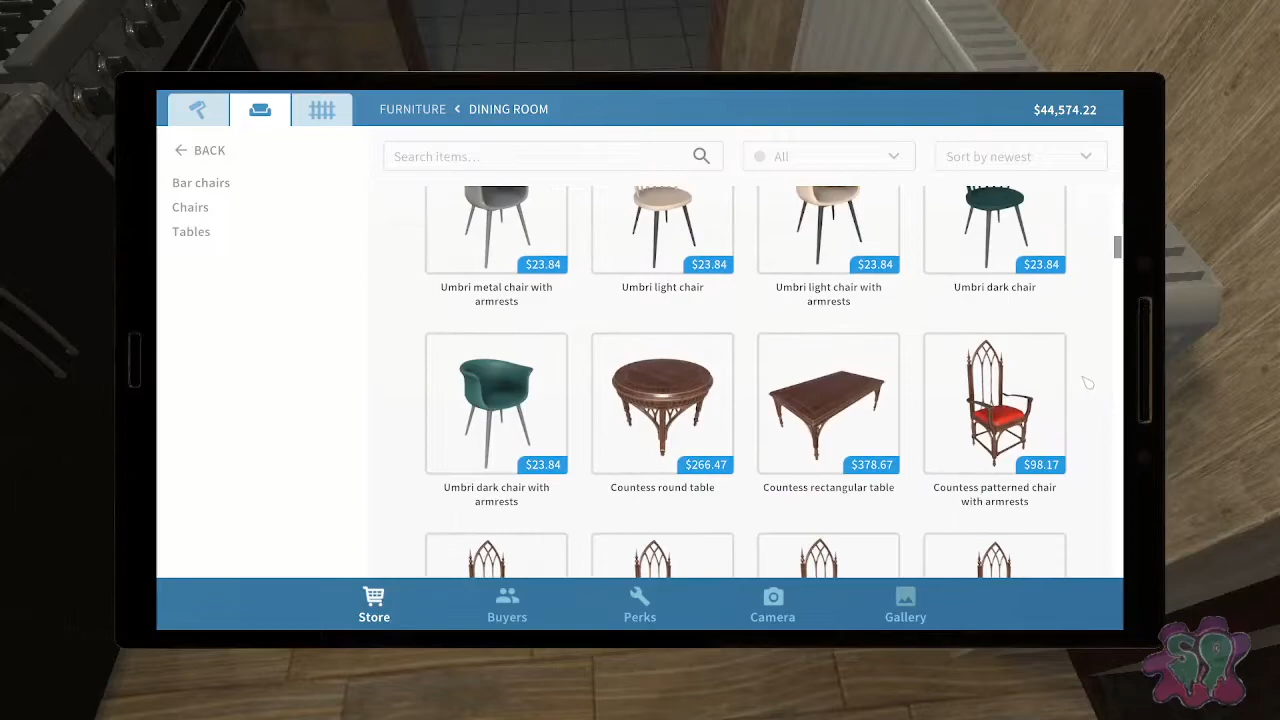 FURNITURE < DINING ROOM
$44,574.22
BACK
Search items...
All
Sort by newest
Bar chairs
Chairs
Tables
$23.84
$23.84
$23.84
$23.84
Umbri metal chair with
armrests
Umbri light chair
Umbri light chair with
armrests
Umbri dark chair
$23.84
$266.47
$378.67
$98.17
Umbri dark chair with
armrests
Countess round table
Countess rectangular table
Countess patterned chair
with armrests
Store
Buyers
Perks
Camera
Gallery